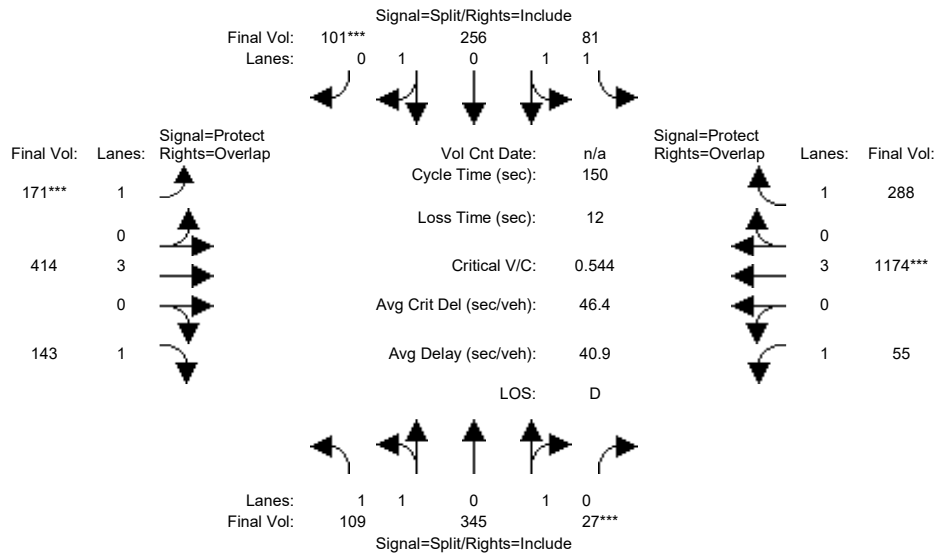 Signal=Split/Rights=Include
Final Vol: 101*** 256 81
Lanes: 0 1 0 1 1
Signal=Protect Signal=Protect
Final Vol: Lanes: Rights=Overlap Vol Cnt Date: n/a Rights=Overlap Lanes: Final Vol:
Cycle Time (sec): 150
171*** 1 1 288
Loss Time (sec): 12
0 0
414 3 Critical V/C: 0.544 3 1174***
0 Avg Crit Del (sec/veh): 46.4 0
143 1 Avg Delay (sec/veh): 40.9 1 55
LOS: D
Lanes: 1 1 0 1 0
Final Vol: 109 345 27***
Signal=Split/Rights=Include